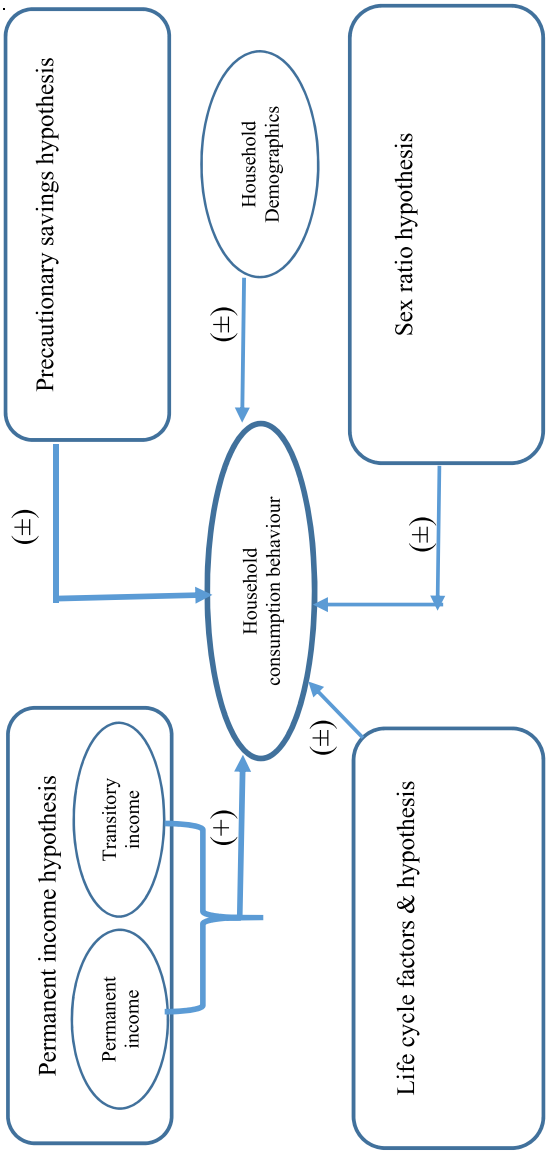 Permanent income hypothesis
Permanent
income
Transitory
income
(+)
Precautionary savings hypothesis
(±)
Household
consumption behaviour
(±)
Household
Demographics
Life cycle factors & hypothesis
(±)
Sex ratio hypothesis
(±)